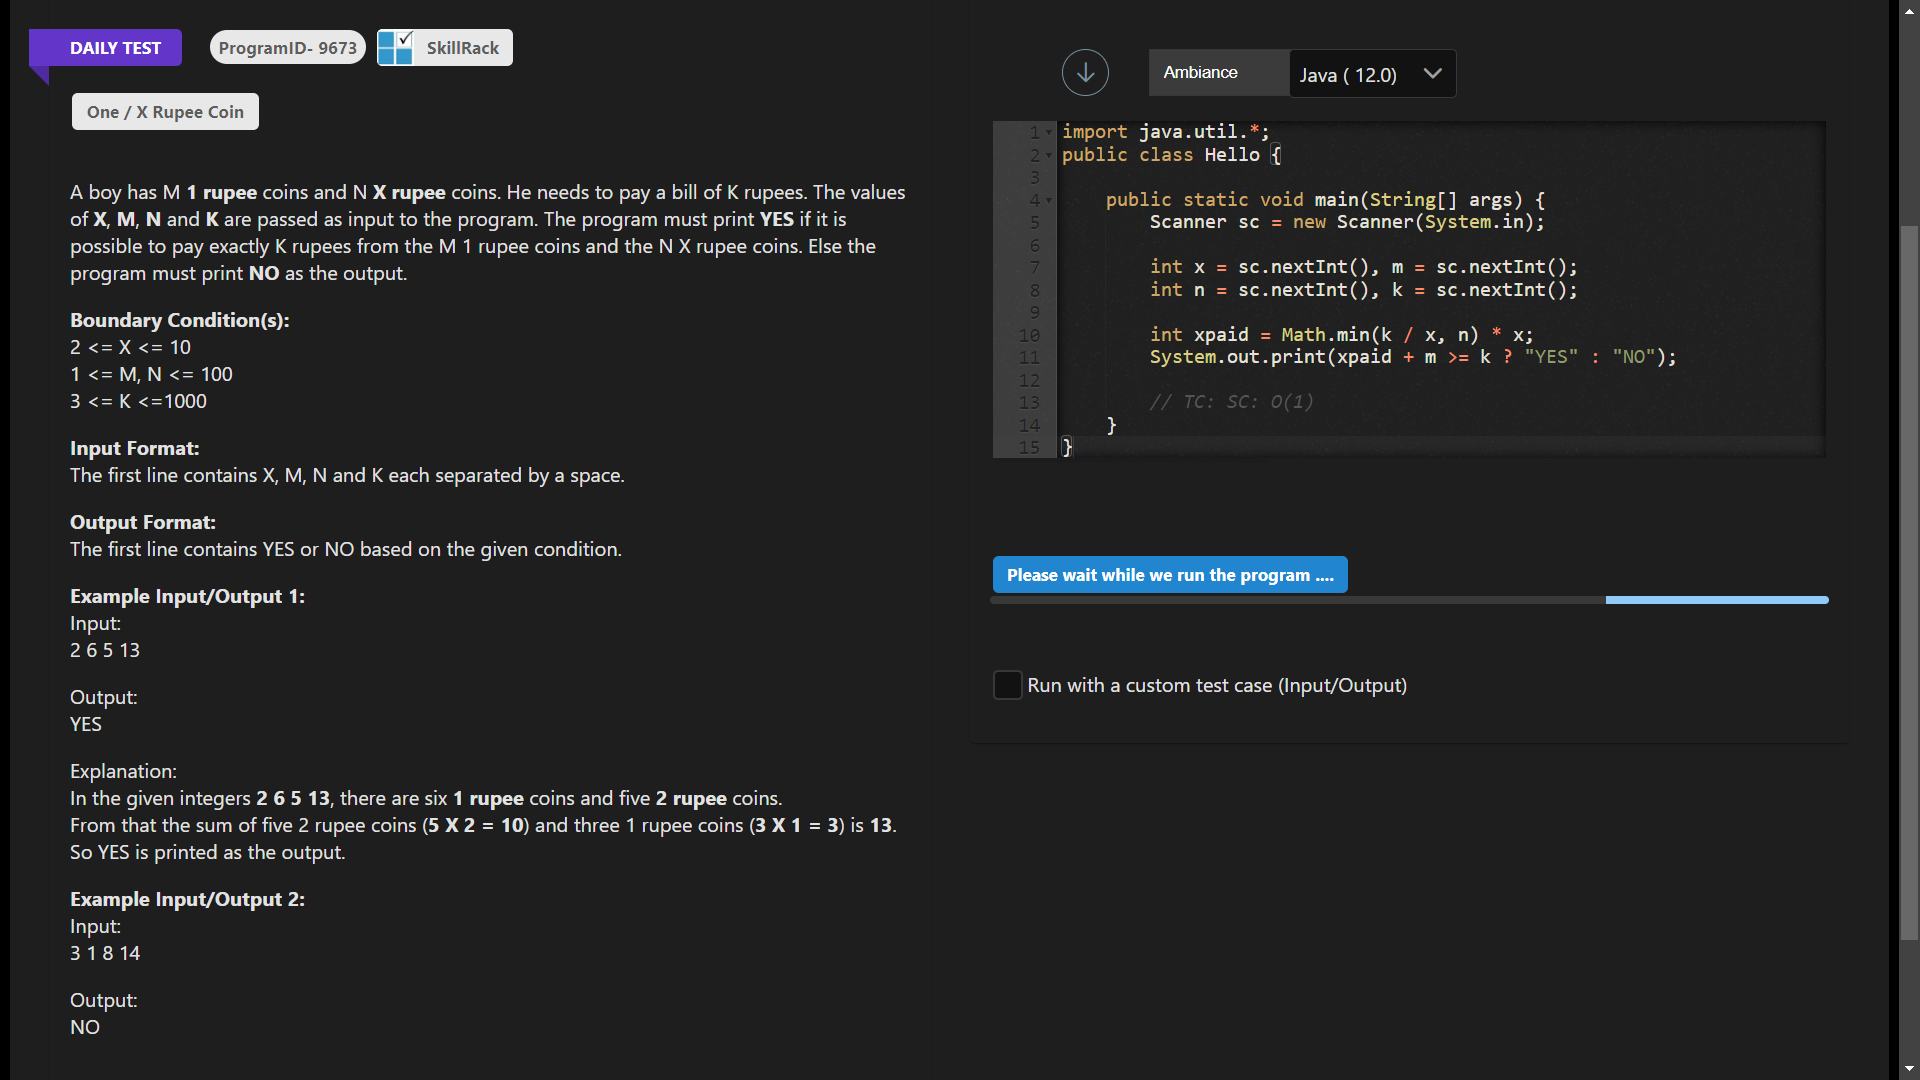 DAILY TEST
ProgramID- 9673
SkillRack
One / X Rupee Coin
A boy has M 1 rupee coins and N X rupee coins. He needs to pay a bill of K rupees. The values
of X, M, N and K are passed as input to the program. The program must print YES if it is
possible to pay exactly K rupees from the M 1 rupee coins and the N X rupee coins. Else the
program must print NO as the output.
Boundary Condition(s):
2 <= X <= 10
1 <= M, N <= 100
3 <= K <=1000
Input Format:
The first line contains X, M, N and K each separated by a space.
Output Format:
The first line contains YES or NO based on the given condition.
Example Input/Output 1:
Input:
2 6 5 13
Output:
YES
Explanation:
In the given integers 2 6 5 13, there are six 1 rupee coins and five 2 rupee coins.
From that the sum of five 2 rupee coins (5 X 2 = 10) and three 1 rupee coins (3 X 1 = 3) is 13.
So YES is printed as the output.
Example Input/Output 2:
Input:
3 1 8 14
Output:
NO
Ambiance
Java ( 12.0)
1 import java.util.*;
2 public class Hello {
3
4 public static void main(String[] args) {
5 Scanner sc = new Scanner(System.in);
6
7 int x = sc.nextInt(), m = sc.nextInt();
8 int n = sc.nextInt(), k = sc.nextInt();
9
10 int xpaid = Math.min(k / x, n) * x;
11 System.out.print(xpaid + m >= k ? "YES" : "NO");
12
13 // TC: SC: O(1)
14 }
15 }
Please wait while we run the program ....
Run with a custom test case (Input/Output)